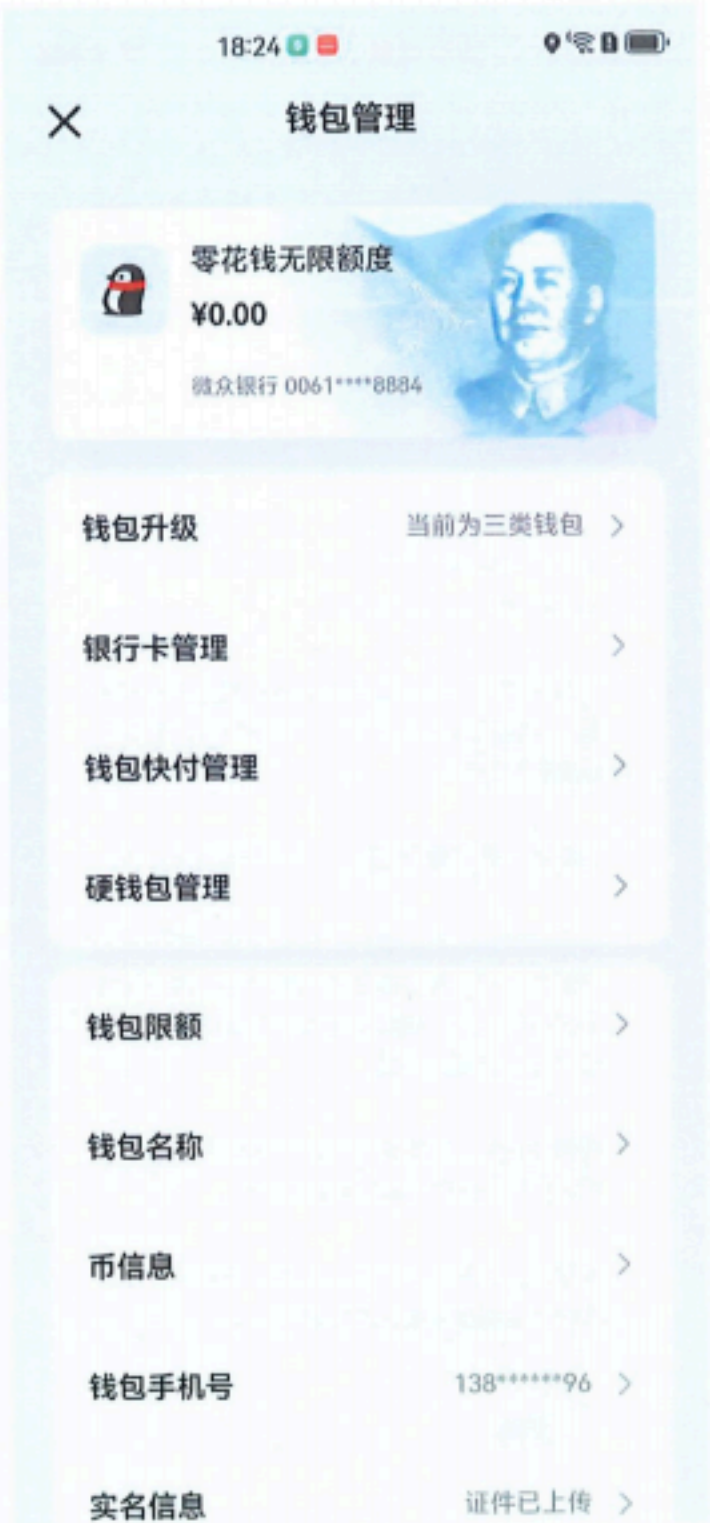 18:24
钱包管理
零花钱无限额度
¥0.00
微众银行 0061****8884
钱包升级 当前为三类钱包
银行卡管理
钱包快付管理
硬钱包管理
钱包限额
钱包名称
币信息
钱包手机号 138******96
实名信息 证件已上传